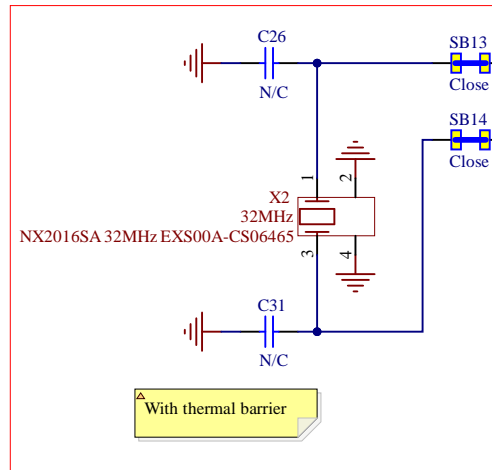 C26
N/C
SB13
Close
SB14
Close
1
2
X2
32MHz
NX2016SA 32MHz EXS00A-CS06465
3
4
C31
N/C
With thermal barrier